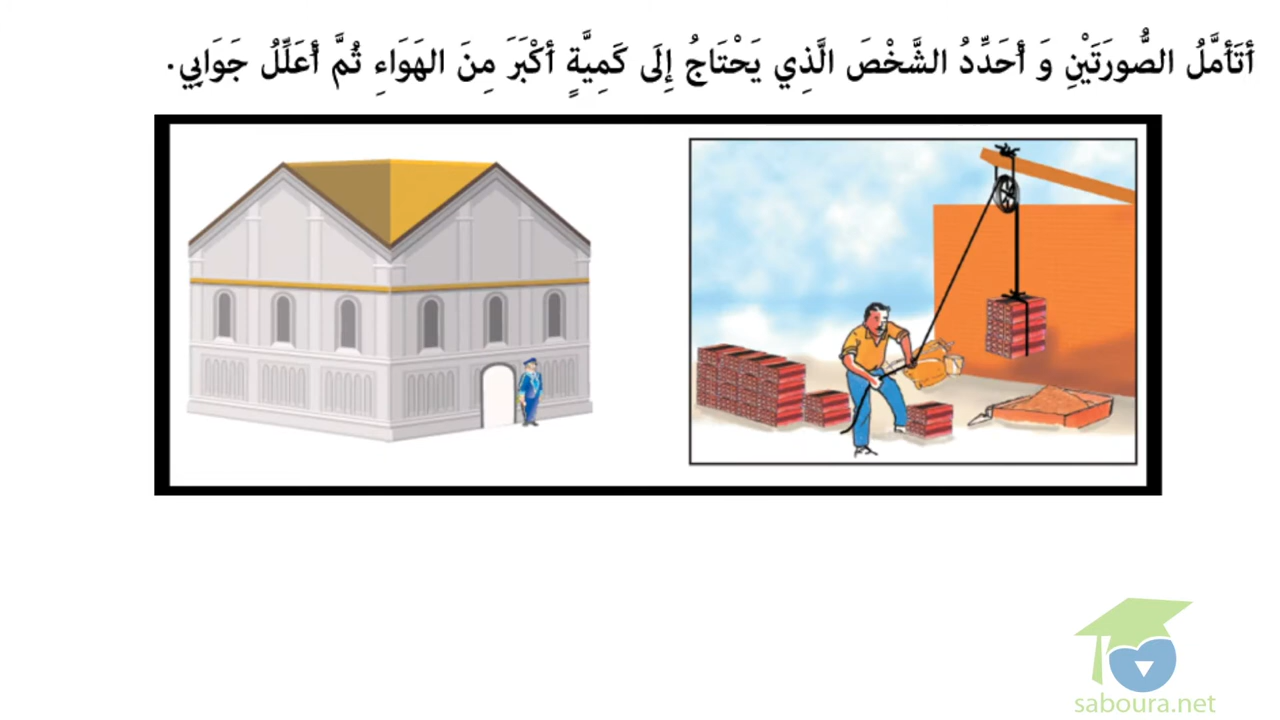 أَتَأَمَّلُ الصُّورَتَيْنِ وَ أُحَدِّدُ الشَّخْصَ الَّذِي يَحْتَاجُ إِلَى كَمِيَّةٍ أَكْبَرَ مِنَ الهَوَاءِ ثُمَّ أُعَلِّلُ جَوَابِي.
saboura.net